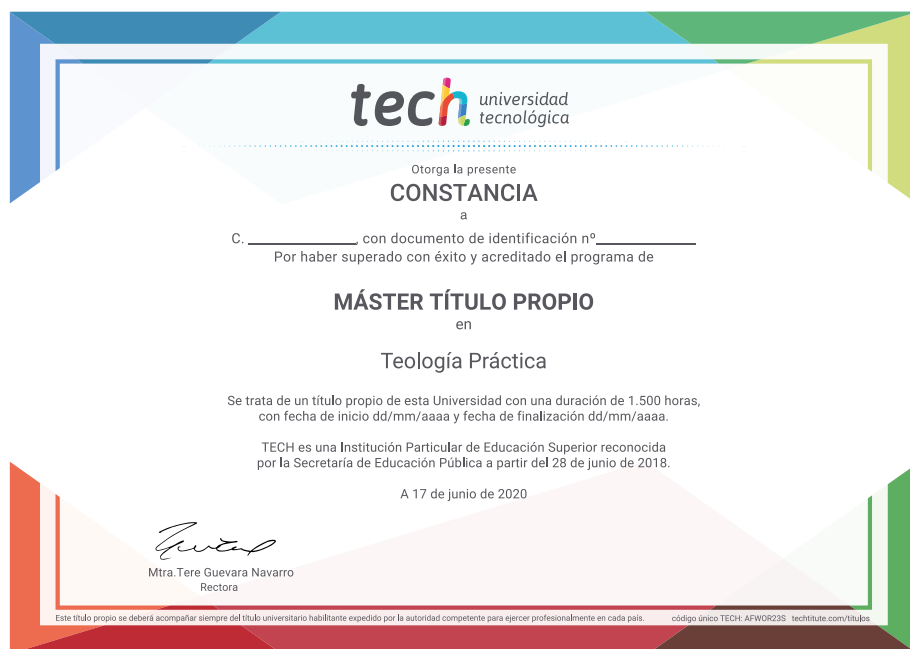 tech universidad
tecnológica
Otorga la presente
CONSTANCIA
a
C. ____________, con documento de identificación nº____________
Por haber superado con éxito y acreditado el programa de
MÁSTER TÍTULO PROPIO
en
Teología Práctica
Se trata de un título propio de esta Universidad con una duración de 1.500 horas,
con fecha de inicio dd/mm/aaaa y fecha de finalización dd/mm/aaaa.
TECH es una Institución Particular de Educación Superior reconocida
por la Secretaría de Educación Pública a partir del 28 de junio de 2018.
A 17 de junio de 2020
Mtra.Tere Guevara Navarro
Rectora
Este título propio se deberá acompañar siempre del título universitario habilitante expedido por la autoridad competente para ejercer profesionalmente en cada país. código único TECH: AFWOR23S techtitute.com/titulos